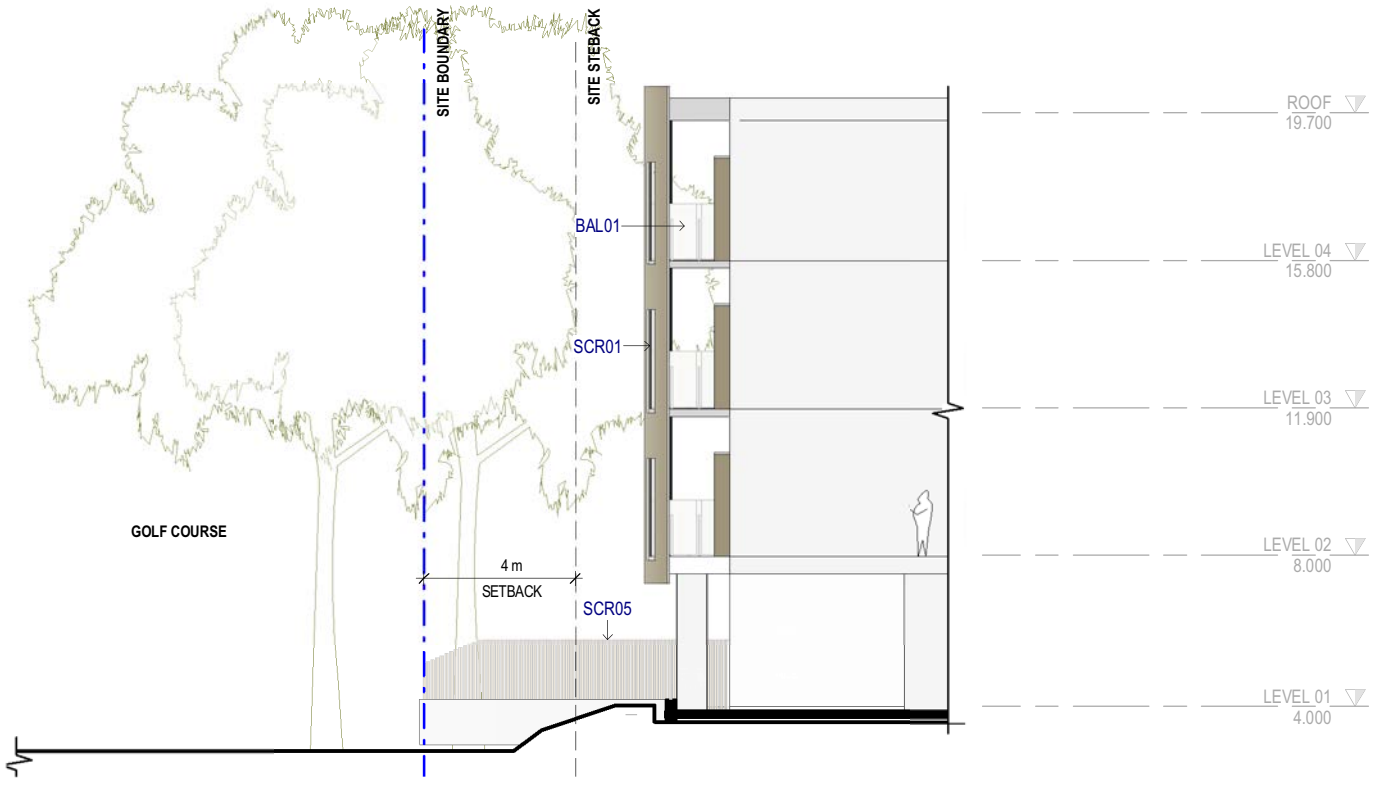 SITE BOUNDARY
SITE STEBACK
ROOF
19.700
BAL01
LEVEL 04
15.800
SCR01
LEVEL 03
11.900
GOLF COURSE
LEVEL 02
8.000
4 m
SETBACK
SCR05
LEVEL 01
4.000